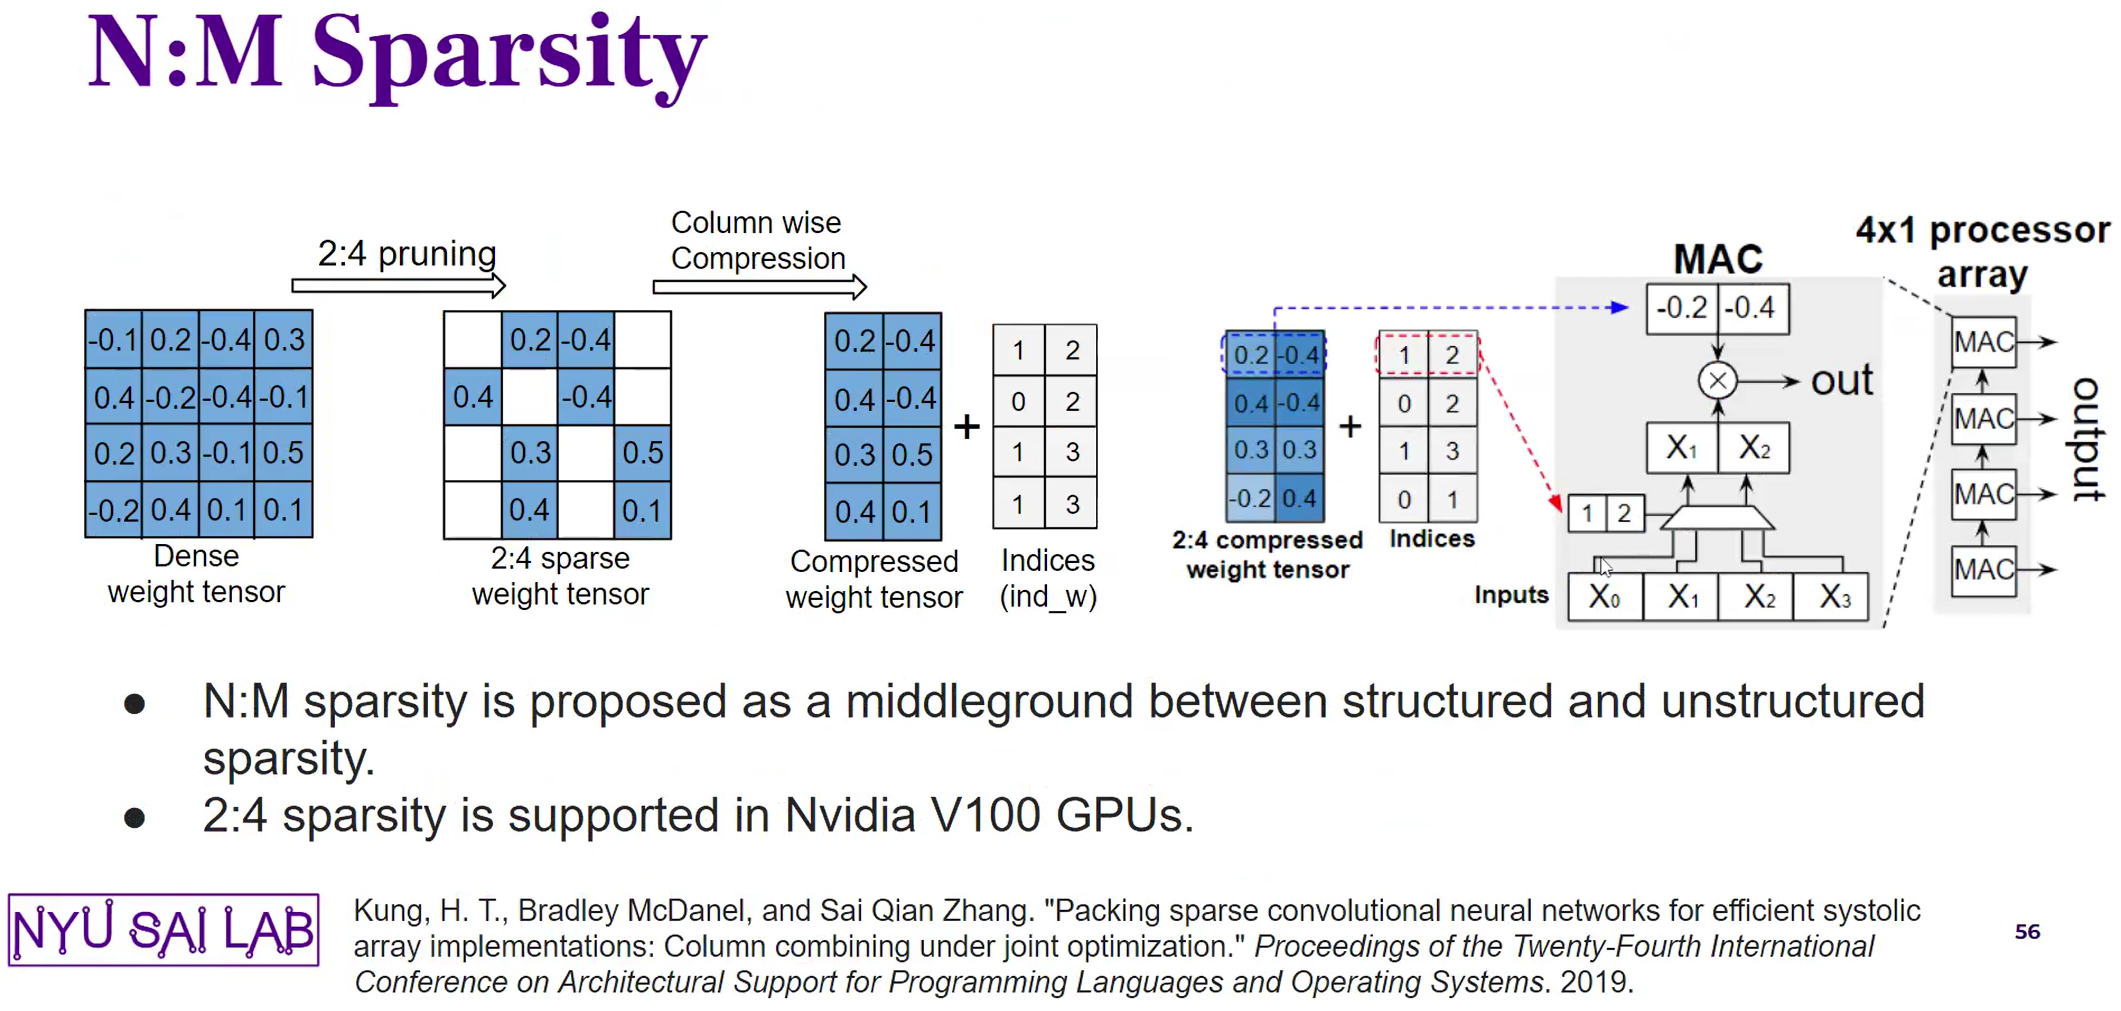 N:M Sparsity
2:4 pruning
Column wise
Compression
-0.1 0.2 -0.4 0.3
0.4 -0.2 -0.4 -0.1
0.2 0.3 -0.1 0.5
-0.2 0.4 0.1 0.1
Dense
weight tensor
0.2 -0.4
0.4 -0.4
0.3 0.5
0.4 0.1
2:4 sparse
weight tensor
0.2 -0.4
0.4 -0.4
0.3 0.5
0.4 0.1
Compressed
weight tensor
+
1 2
0 2
1 3
1 3
Indices
(ind_w)
0.2 -0.4
0.4 -0.4
0.3 0.3
-0.2 0.4
2:4 compressed
weight tensor
+
1 2
0 2
1 3
0 1
Indices
MAC
-0.2 -0.4
out
X1 X2
1 2
Inputs
X0 X1 X2 X3
4x1 processor
array
MAC
MAC
MAC
MAC
output
● N:M sparsity is proposed as a middleground between structured and unstructured
sparsity.
● 2:4 sparsity is supported in Nvidia V100 GPUs.
NYU SAI LAB
Kung, H. T., Bradley McDanel, and Sai Qian Zhang. "Packing sparse convolutional neural networks for efficient systolic
array implementations: Column combining under joint optimization." Proceedings of the Twenty-Fourth International
Conference on Architectural Support for Programming Languages and Operating Systems. 2019.
56